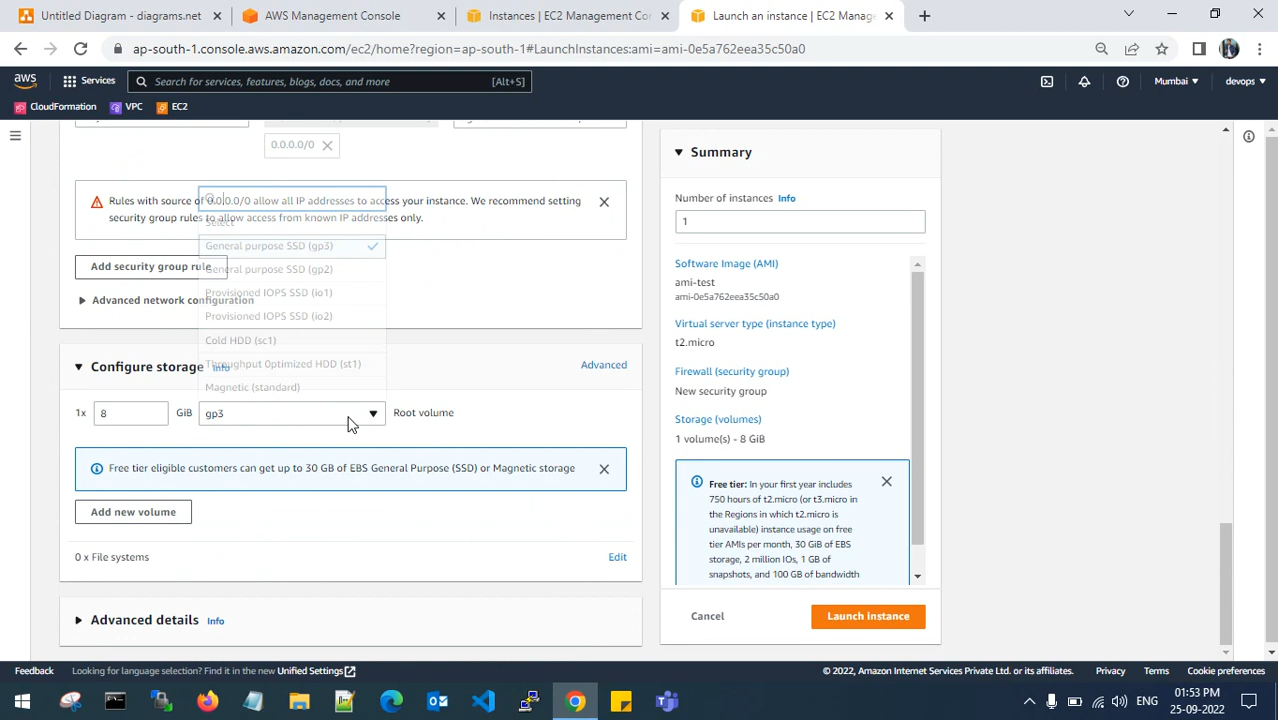 Untitled Diagram - diagrams.net
AWS Management Console
Instances | EC2 Management Co
Launch an instance | EC2 Manag
ap-south-1.console.aws.amazon.com/ec2/home?region=ap-south-1#LaunchInstances:ami=ami-0e5a762eea35c50a0
aws
Services
Search for services, features, blogs, docs, and more
[Alt+S]
Mumbai
devops
CloudFormation
VPC
EC2
0.0.0.0/0
Rules with source of 0.0.0.0/0 allow all IP addresses to access your instance. We recommend setting
security group rules to allow access from known IP addresses only.
Select
General purpose SSD (gp3)
General purpose SSD (gp2)
Provisioned IOPS SSD (io1)
Provisioned IOPS SSD (io2)
Cold HDD (sc1)
Throughput Optimized HDD (st1)
Magnetic (standard)
Add security group rule
Advanced network configuration
Configure storage
Info
Advanced
1x
8
GiB
gp3
Root volume
Free tier eligible customers can get up to 30 GB of EBS General Purpose (SSD) or Magnetic storage
Add new volume
0 x File systems
Edit
Advanced details
Info
Summary
Number of instances
Info
1
Software Image (AMI)
ami-test
ami-0e5a762eea35c50a0
Virtual server type (instance type)
t2.micro
Firewall (security group)
New security group
Storage (volumes)
1 volume(s) - 8 GiB
Free tier: In your first year includes
750 hours of t2.micro (or t3.micro in
the Regions in which t2.micro is
unavailable) instance usage on free
tier AMIs per month, 30 GiB of EBS
storage, 2 million IOs, 1 GB of
snapshots, and 100 GB of bandwidth
Cancel
Launch instance
Feedback
Looking for language selection? Find it in the new Unified Settings
© 2022, Amazon Internet Services Private Ltd. or its affiliates.
Privacy
Terms
Cookie preferences
ENG
01:53 PM
25-09-2022